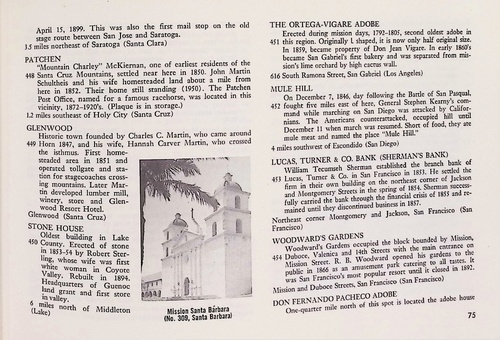 April 15, 1899. This was also the first mail stop on the old
stage route between San Jose and Saratoga.
3.5 miles northeast of Saratoga (Santa Clara)
PATCHEN
"Mountain Charley" McKiernan, one of earliest residents of the
448 Santa Cruz Mountains, settled near here in 1850. John Martin
Schultheis and his wife homesteaded land about a mile from
here in 1852. Their home still standing (1950). The Patchen
Post Office, named for a famous racehorse, was located in this
vicinity, 1872-1920's. (Plaque is in storage.)
1.2 miles southeast of Holy City (Santa Cruz)
GLENWOOD
Historic town founded by Charles C. Martin, who came around
449 Horn 1847, and his wife, Hannah Carver Martin, who crossed
the isthmus. First home-
steaded area in 1851 and
operated tollgate and sta-
tion for stagecoaches cross-
ing mountains. Later Mar-
tin developed lumber mill,
winery, store and Glen-
wood Resort Hotel.
Glenwood (Santa Cruz)
STONE HOUSE
Oldest building in Lake
450 County. Erected of stone
in 1853-54 by Robert Ster-
ling, whose wife was first
white woman in Coyote
Valley. Rebuilt in 1894.
Headquarters of Guenoc
land grant and first store
in valley.
6 miles north of Middleton
(Lake)
Mission Santa Barbara
(No. 309, Santa Barbara)
THE ORTEGA-VIGARE ADOBE
Erected during mission days, 1792-1805, second oldest adobe in
451 this region. Originally L shaped, it is now only half original size.
In 1859, became property of Don Jean Vigare. In early 1860's
became San Gabriel's first bakery and was separated from mis-
sion's lime orchard by high cactus wall.
616 South Ramona Street, San Gabriel (Los Angeles)
MULE HILL
On December 7, 1846, day following the Battle of San Pasqual,
452 fought five miles east of here, General Stephen Kearny's com-
mand while marching on San Diego was attacked by Califor-
nians. The Americans counterattacked, occupied hill until
December 11 when march was resumed. Short of food, they ate
mule meat and named the place "Mule Hill."
4 miles southwest of Escondido (San Diego)
LUCAS, TURNER & CO. BANK (SHERMAN'S BANK)
William Tecumseh Sherman established the branch bank of
453 Lucas, Turner & Co. in San Francisco in 1853. He settled the
firm in their own building on the northeast corner of Jackson
and Montgomery Streets in the spring of 1854. Sherman success-
fully carried the bank through the financial crisis of 1855 and re-
mained until they discontinued business in 1857.
Northeast corner Montgomery and Jackson, San Francisco (San
Francisco)
WOODWARD'S GARDENS
Woodward's Gardens occupied the block bounded by Mission,
454 Duboce, Valencia and 14th Streets with the main entrance on
Mission Street. R. B. Woodward opened his gardens to the
public in 1866 as an amusement park catering to all tastes. It
was San Francisco's most popular resort until it closed in 1892.
Mission and Duboce Streets, San Francisco (San Francisco)
DON FERNANDO PACHECO ADOBE
One-quarter mile north of this spot is located the adobe house
75